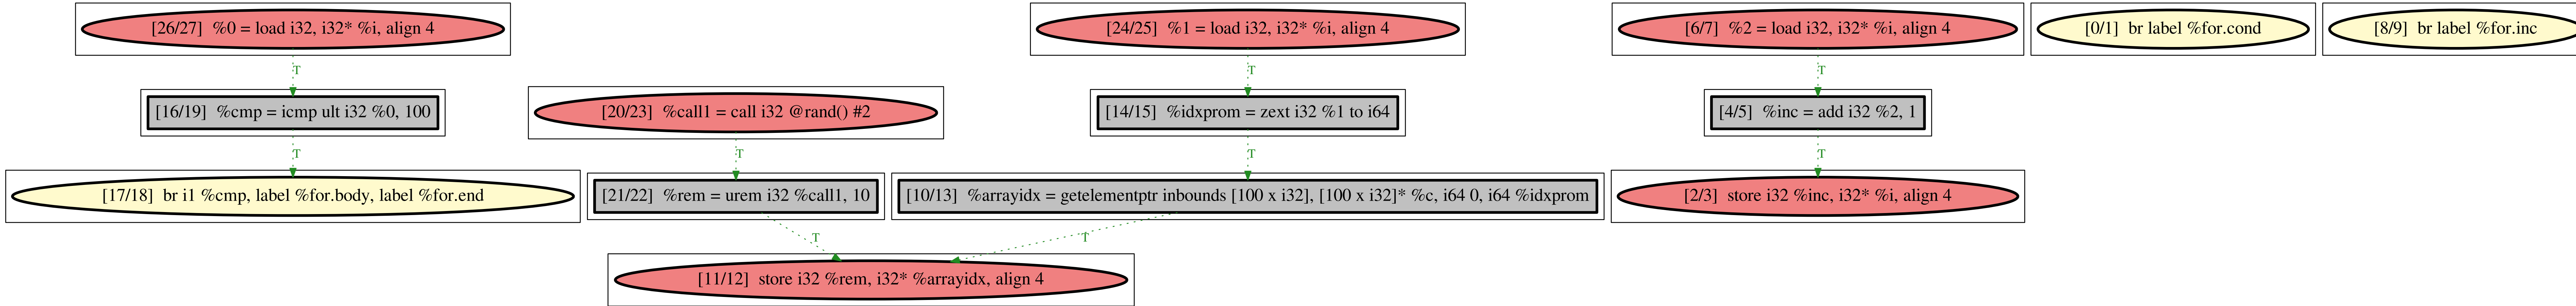 [26/27] %0 = load i32, i32* %i, align 4
[24/25] %1 = load i32, i32* %i, align 4
[6/7] %2 = load i32, i32* %i, align 4
[0/1] br label %for.cond
[8/9] br label %for.inc
T
T
T
[16/19] %cmp = icmp ult i32 %0, 100
[20/23] %call1 = call i32 @rand() #2
[14/15] %idxprom = zext i32 %1 to i64
[4/5] %inc = add i32 %2, 1
T
T
T
T
[17/18] br i1 %cmp, label %for.body, label %for.end
[21/22] %rem = urem i32 %call1, 10
[10/13] %arrayidx = getelementptr inbounds [100 x i32], [100 x i32]* %c, i64 0, i64 %idxprom
[2/3] store i32 %inc, i32* %i, align 4
T
T
[11/12] store i32 %rem, i32* %arrayidx, align 4